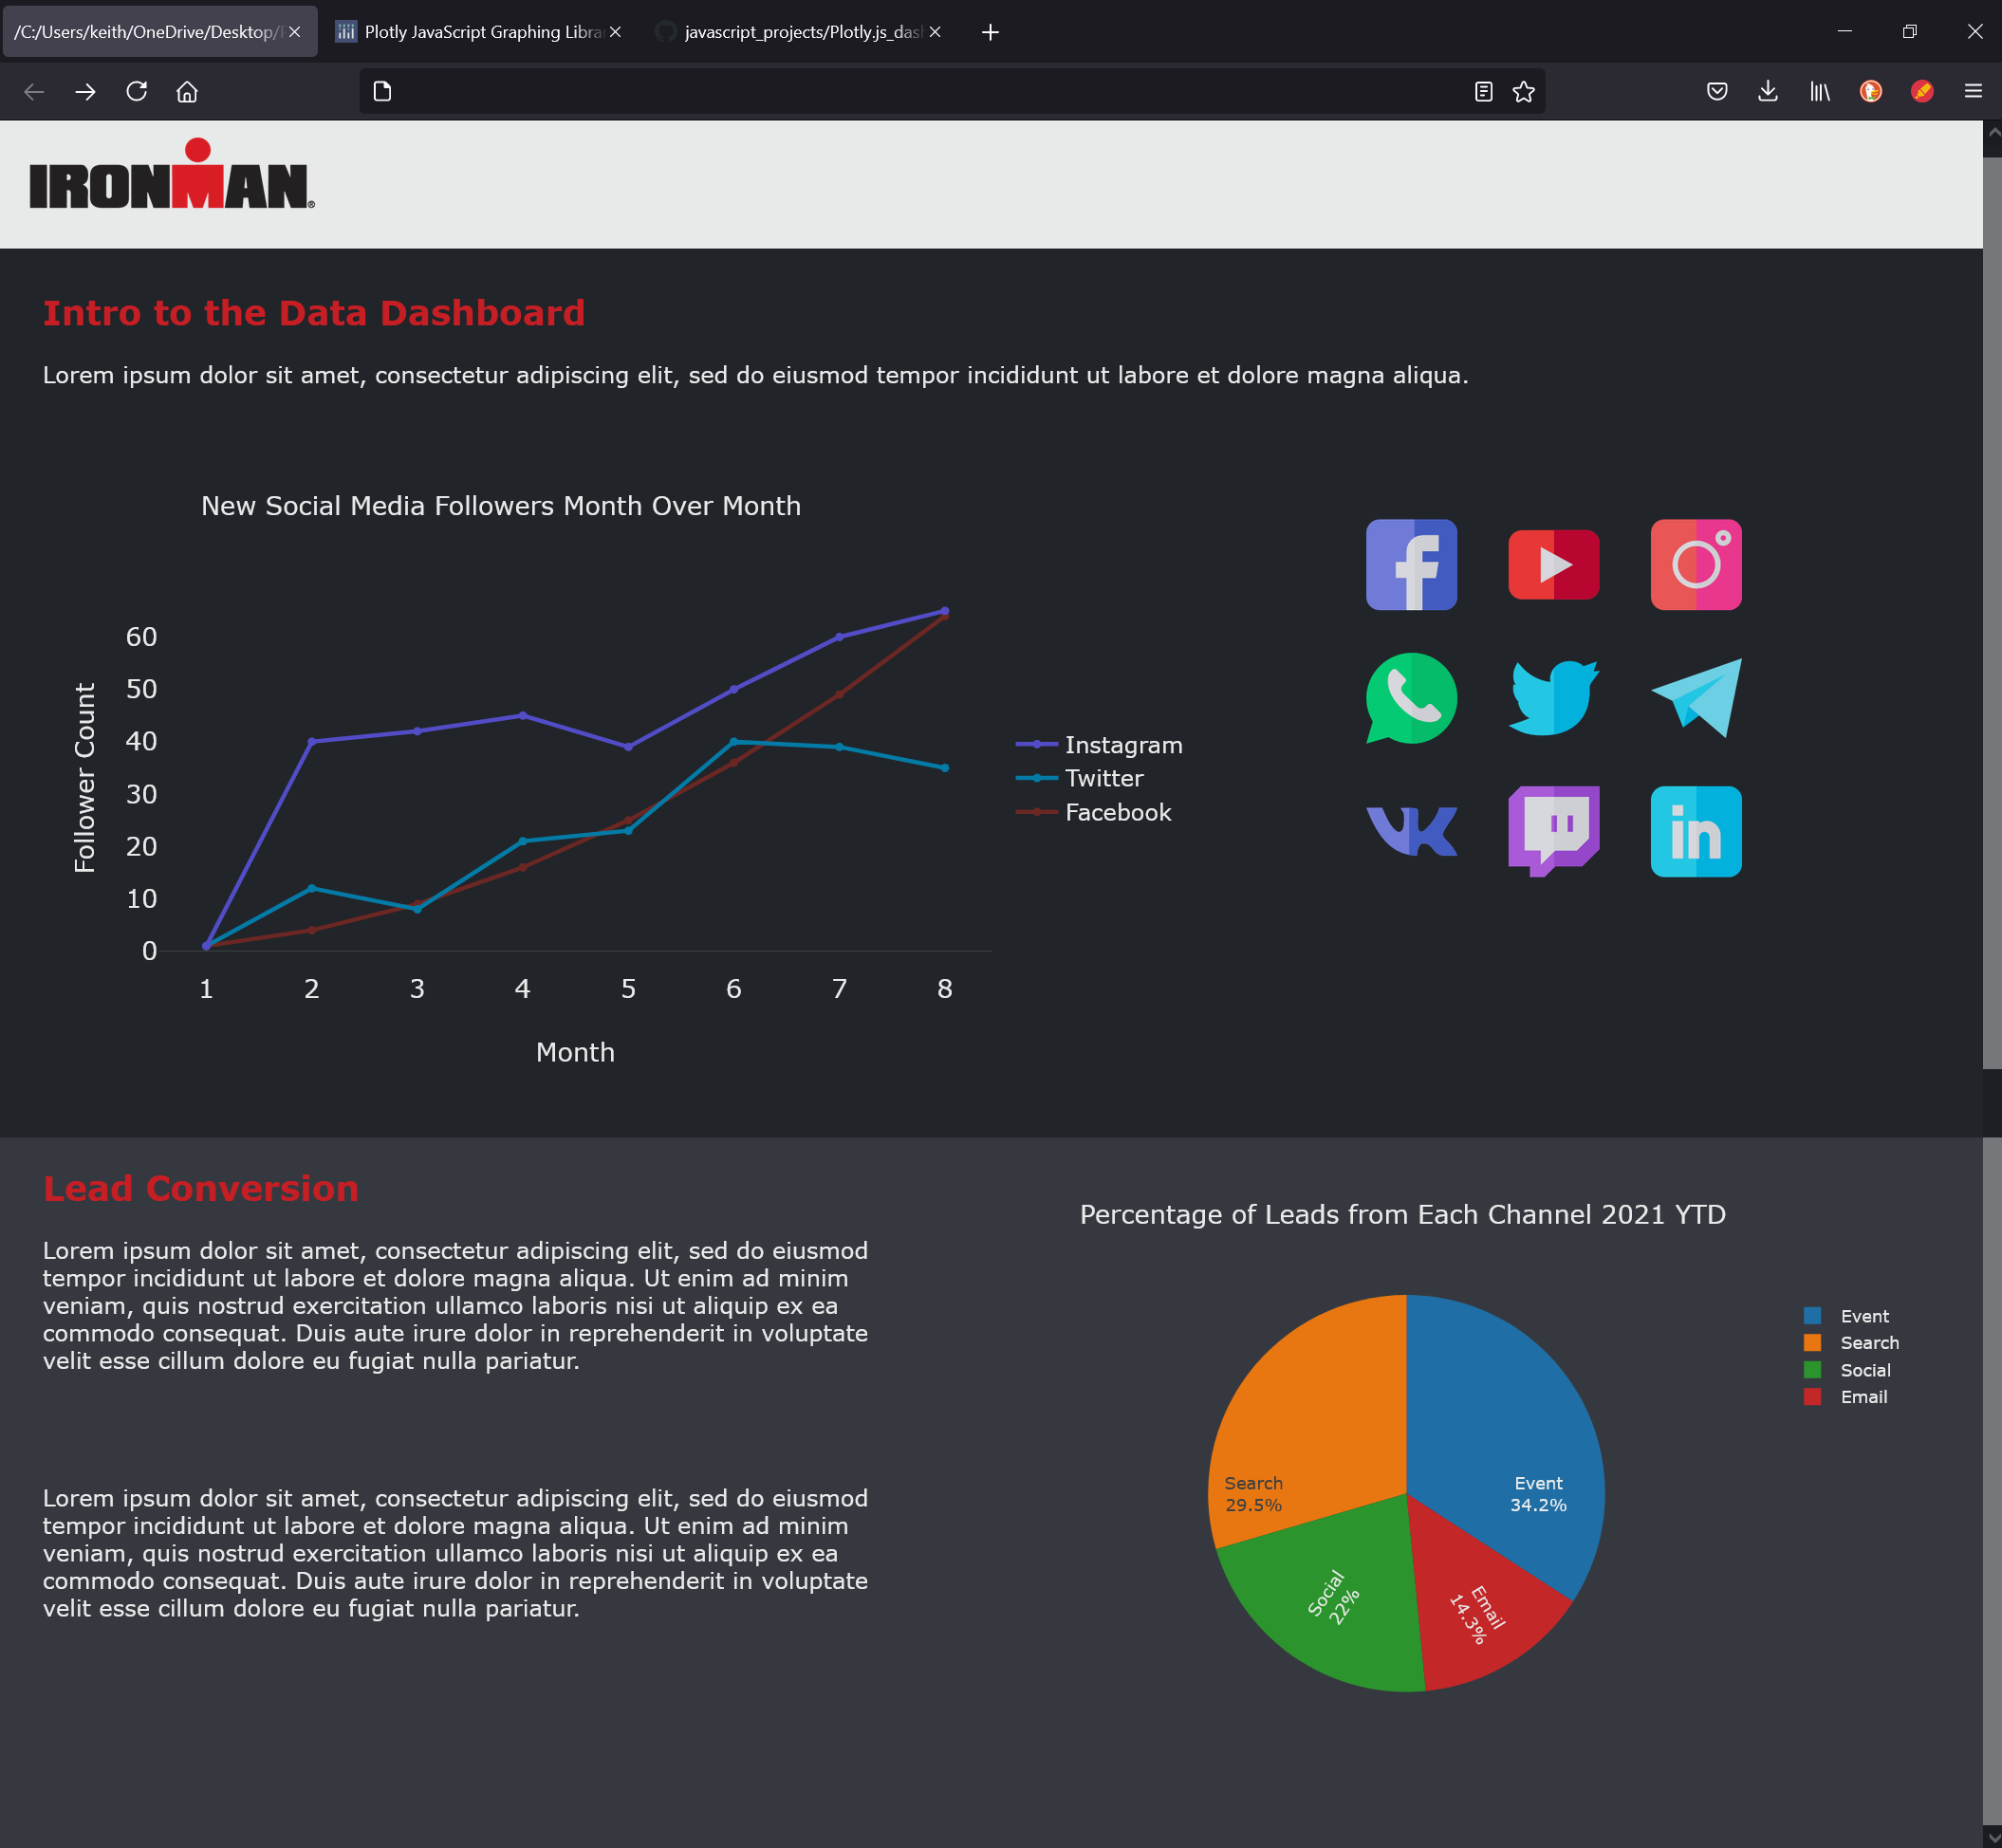 /C:/Users/keith/OneDrive/Desktop/
Plotly JavaScript Graphing Libra
javascript_projects/Plotly.js_das
IRONMAN®
Intro to the Data Dashboard
Lorem ipsum dolor sit amet, consectetur adipiscing elit, sed do eiusmod tempor incididunt ut labore et dolore magna aliqua.
New Social Media Followers Month Over Month
60
50
40
30
20
10
0
Follower Count
1 2 3 4 5 6 7 8
Month
Instagram
Twitter
Facebook
in
Lead Conversion
Lorem ipsum dolor sit amet, consectetur adipiscing elit, sed do eiusmod
tempor incididunt ut labore et dolore magna aliqua. Ut enim ad minim
veniam, quis nostrud exercitation ullamco laboris nisi ut aliquip ex ea
commodo consequat. Duis aute irure dolor in reprehenderit in voluptate
velit esse cillum dolore eu fugiat nulla pariatur.
Lorem ipsum dolor sit amet, consectetur adipiscing elit, sed do eiusmod
tempor incididunt ut labore et dolore magna aliqua. Ut enim ad minim
veniam, quis nostrud exercitation ullamco laboris nisi ut aliquip ex ea
commodo consequat. Duis aute irure dolor in reprehenderit in voluptate
velit esse cillum dolore eu fugiat nulla pariatur.
Percentage of Leads from Each Channel 2021 YTD
Event
Search
Social
Email
Search
29.5%
Event
34.2%
Social
22%
Email
14.3%